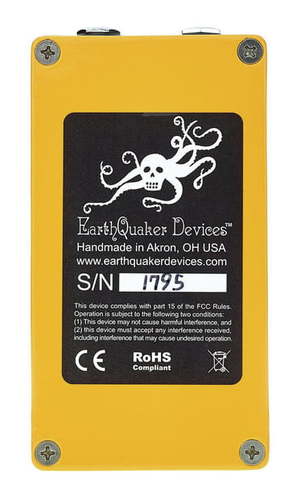 EarthQuaker Devices™
Handmade in Akron, OH USA
www.earthquakerdevices.com
S/N 1795
This device complies with part 15 of the FCC Rules.
Operation is subject to the following two conditions:
(1) This device may not cause harmful interference, and
(2) this device must accept any interference received,
including interference that may cause undesired operation.
CE RoHS
Compliant